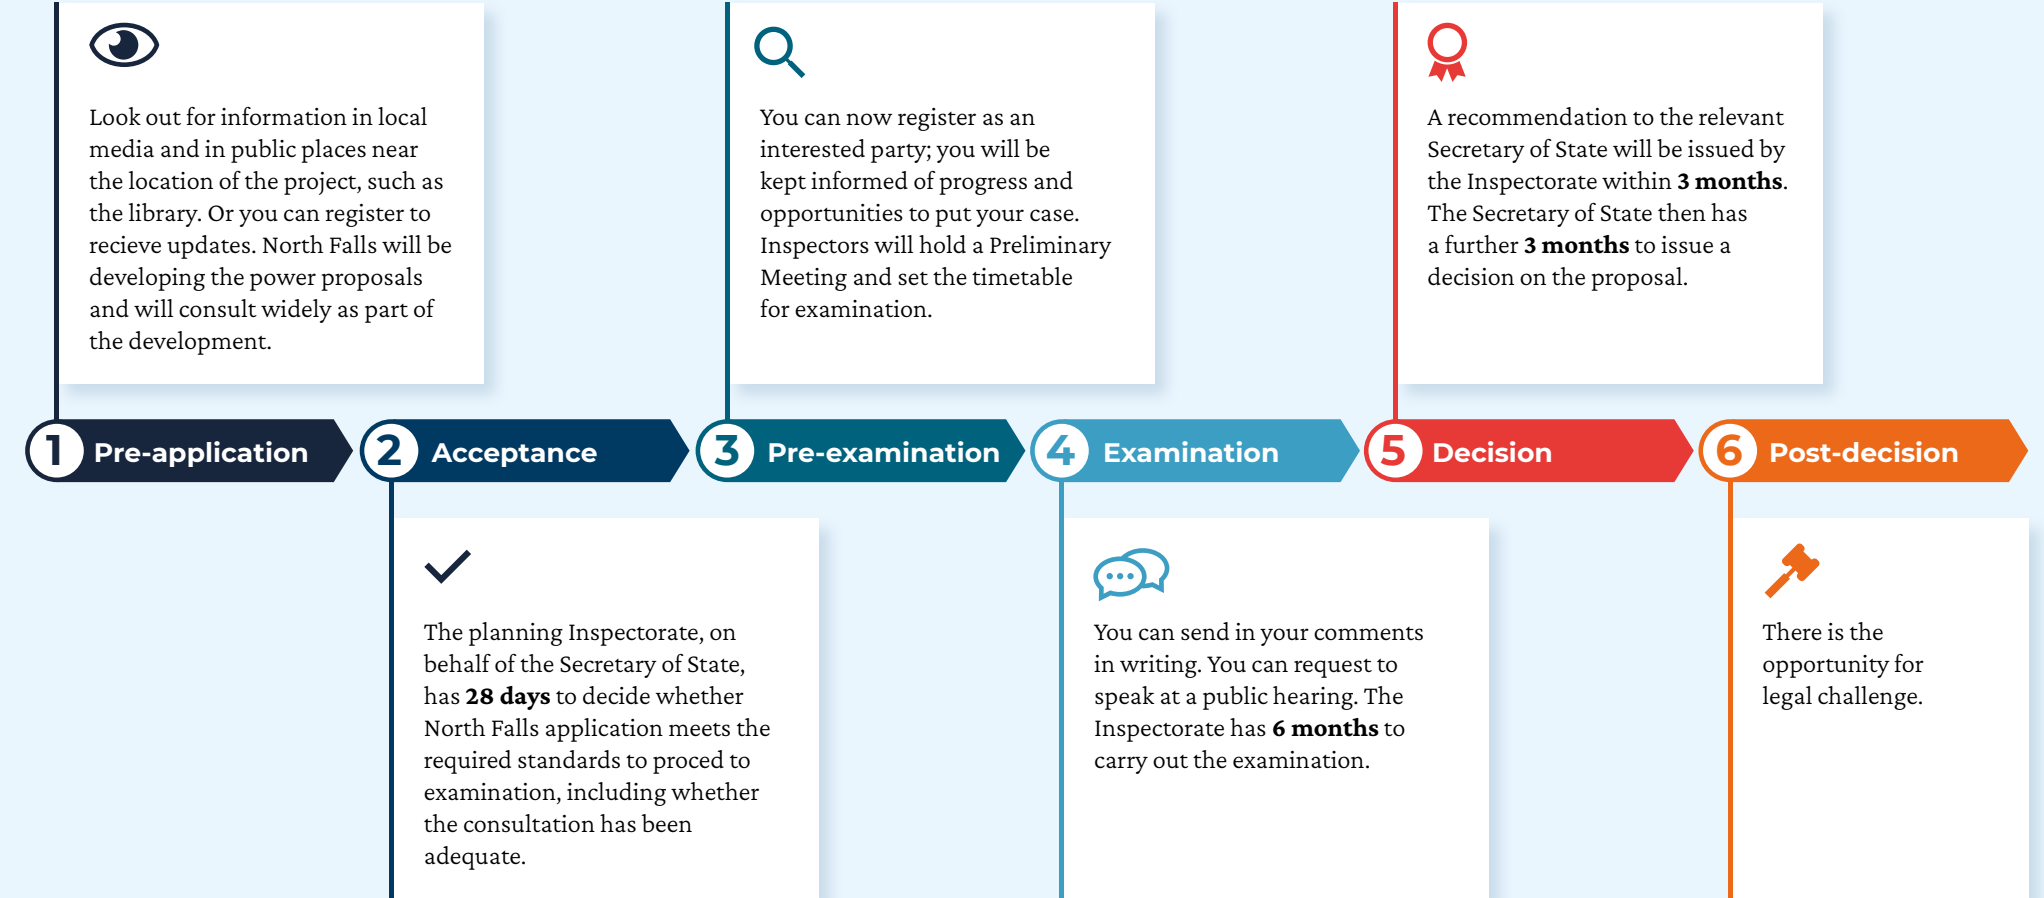 Look out for information in local
media and in public places near
the location of the project, such as
the library. Or you can register to
recieve updates. North Falls will be
developing the power proposals
and will consult widely as part of
the development.
You can now register as an
interested party; you will be
kept informed of progress and
opportunities to put your case.
Inspectors will hold a Preliminary
Meeting and set the timetable
for examination.
A recommendation to the relevant
Secretary of State will be issued by
the Inspectorate within 3 months.
The Secretary of State then has
a further 3 months to issue a
decision on the proposal.
1 Pre-application
2 Acceptance
3 Pre-examination
4 Examination
5 Decision
6 Post-decision
The planning Inspectorate, on
behalf of the Secretary of State,
has 28 days to decide whether
North Falls application meets the
required standards to proced to
examination, including whether
the consultation has been
adequate.
You can send in your comments
in writing. You can request to
speak at a public hearing. The
Inspectorate has 6 months to
carry out the examination.
There is the
opportunity for
legal challenge.